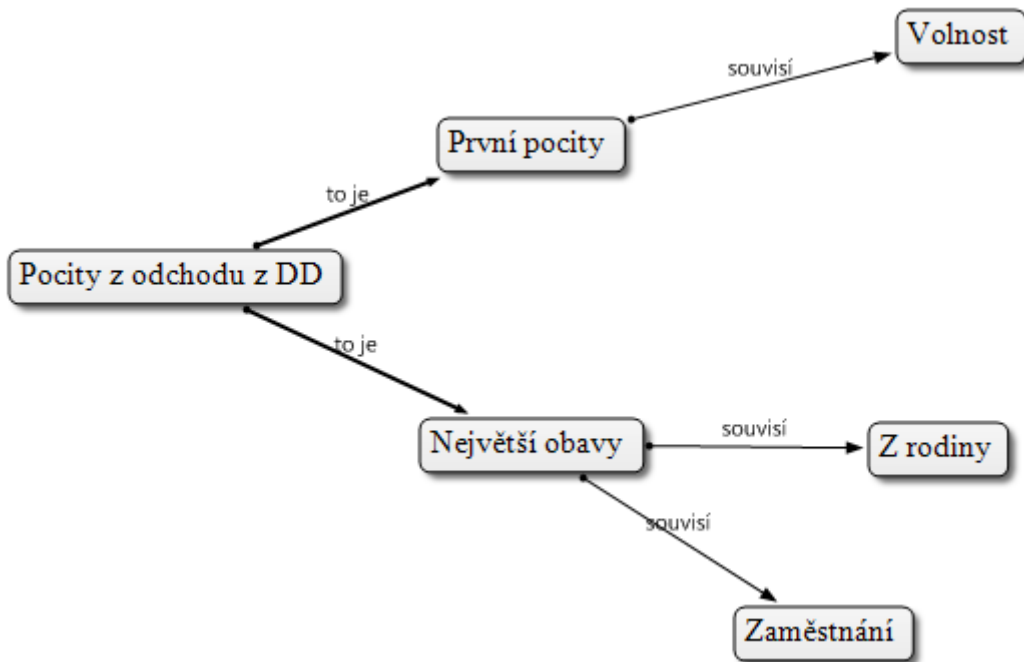 Volnost
souvisí
První pocity
to je
Pocity z odchodu z DD
to je
Největší obavy
souvisí
Z rodiny
souvisí
Zaměstnání